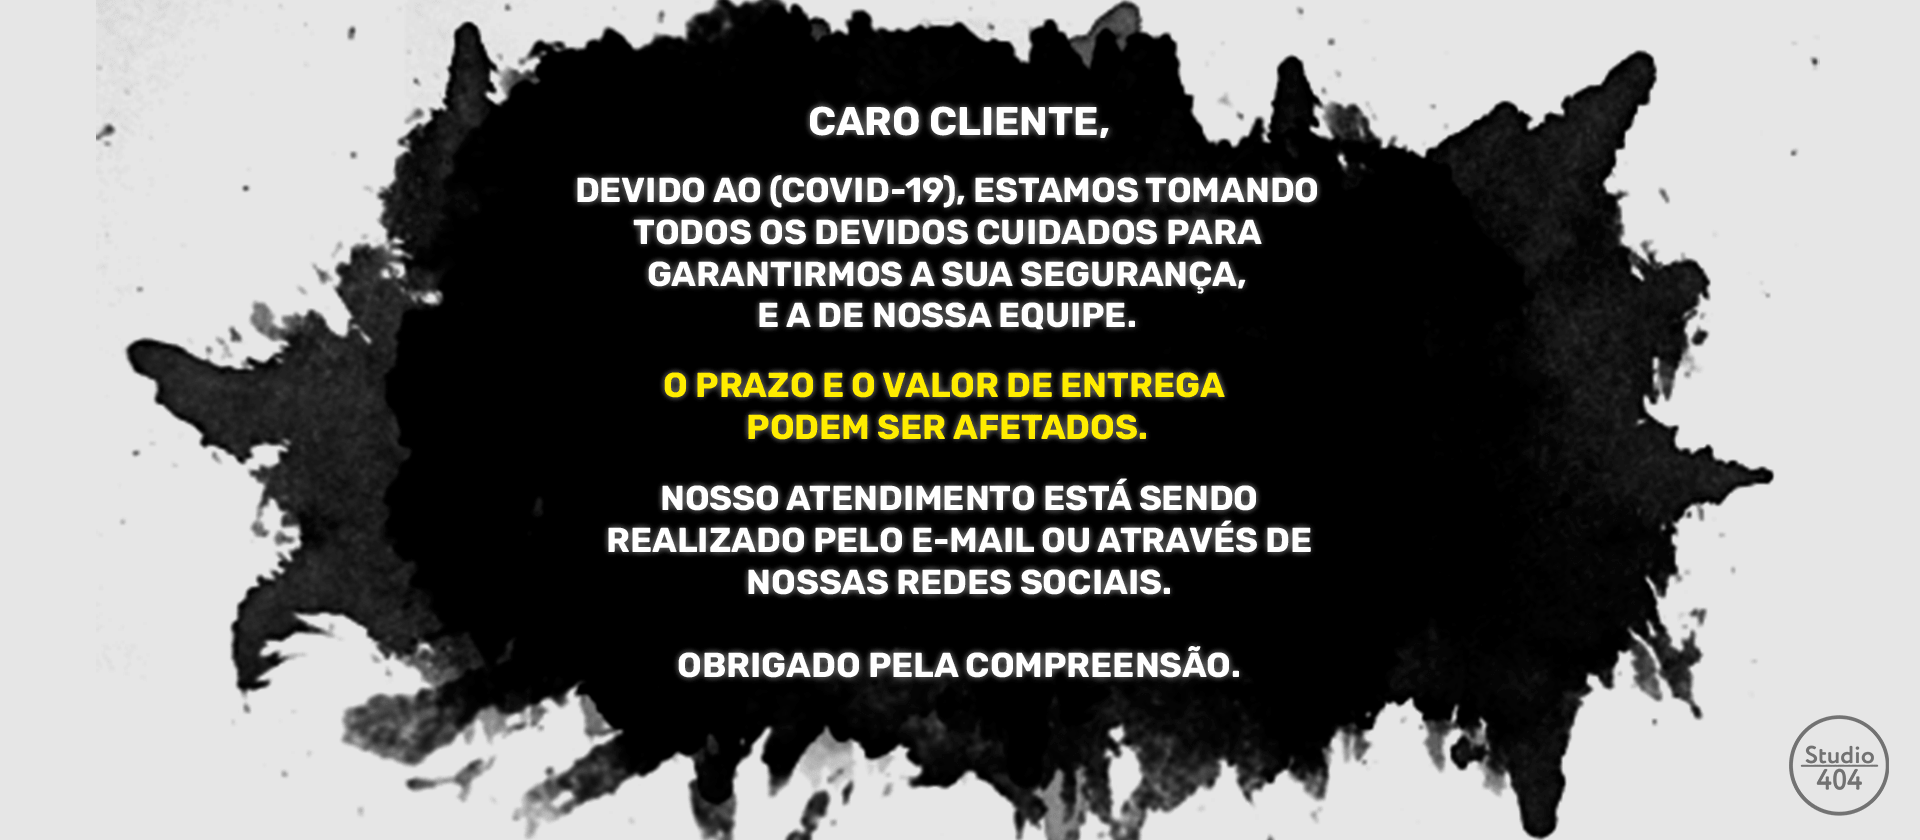 CARO CLIENTE,
DEVIDO AO (COVID-19), ESTAMOS TOMANDO
TODOS OS DEVIDOS CUIDADOS PARA
GARANTIRMOS A SUA SEGURANÇA,
E A DE NOSSA EQUIPE.
O PRAZO E O VALOR DE ENTREGA
PODEM SER AFETADOS.
NOSSO ATENDIMENTO ESTÁ SENDO
REALIZADO PELO E-MAIL OU ATRAVÉS DE
NOSSAS REDES SOCIAIS.
OBRIGADO PELA COMPREENSÃO.
Studio
404